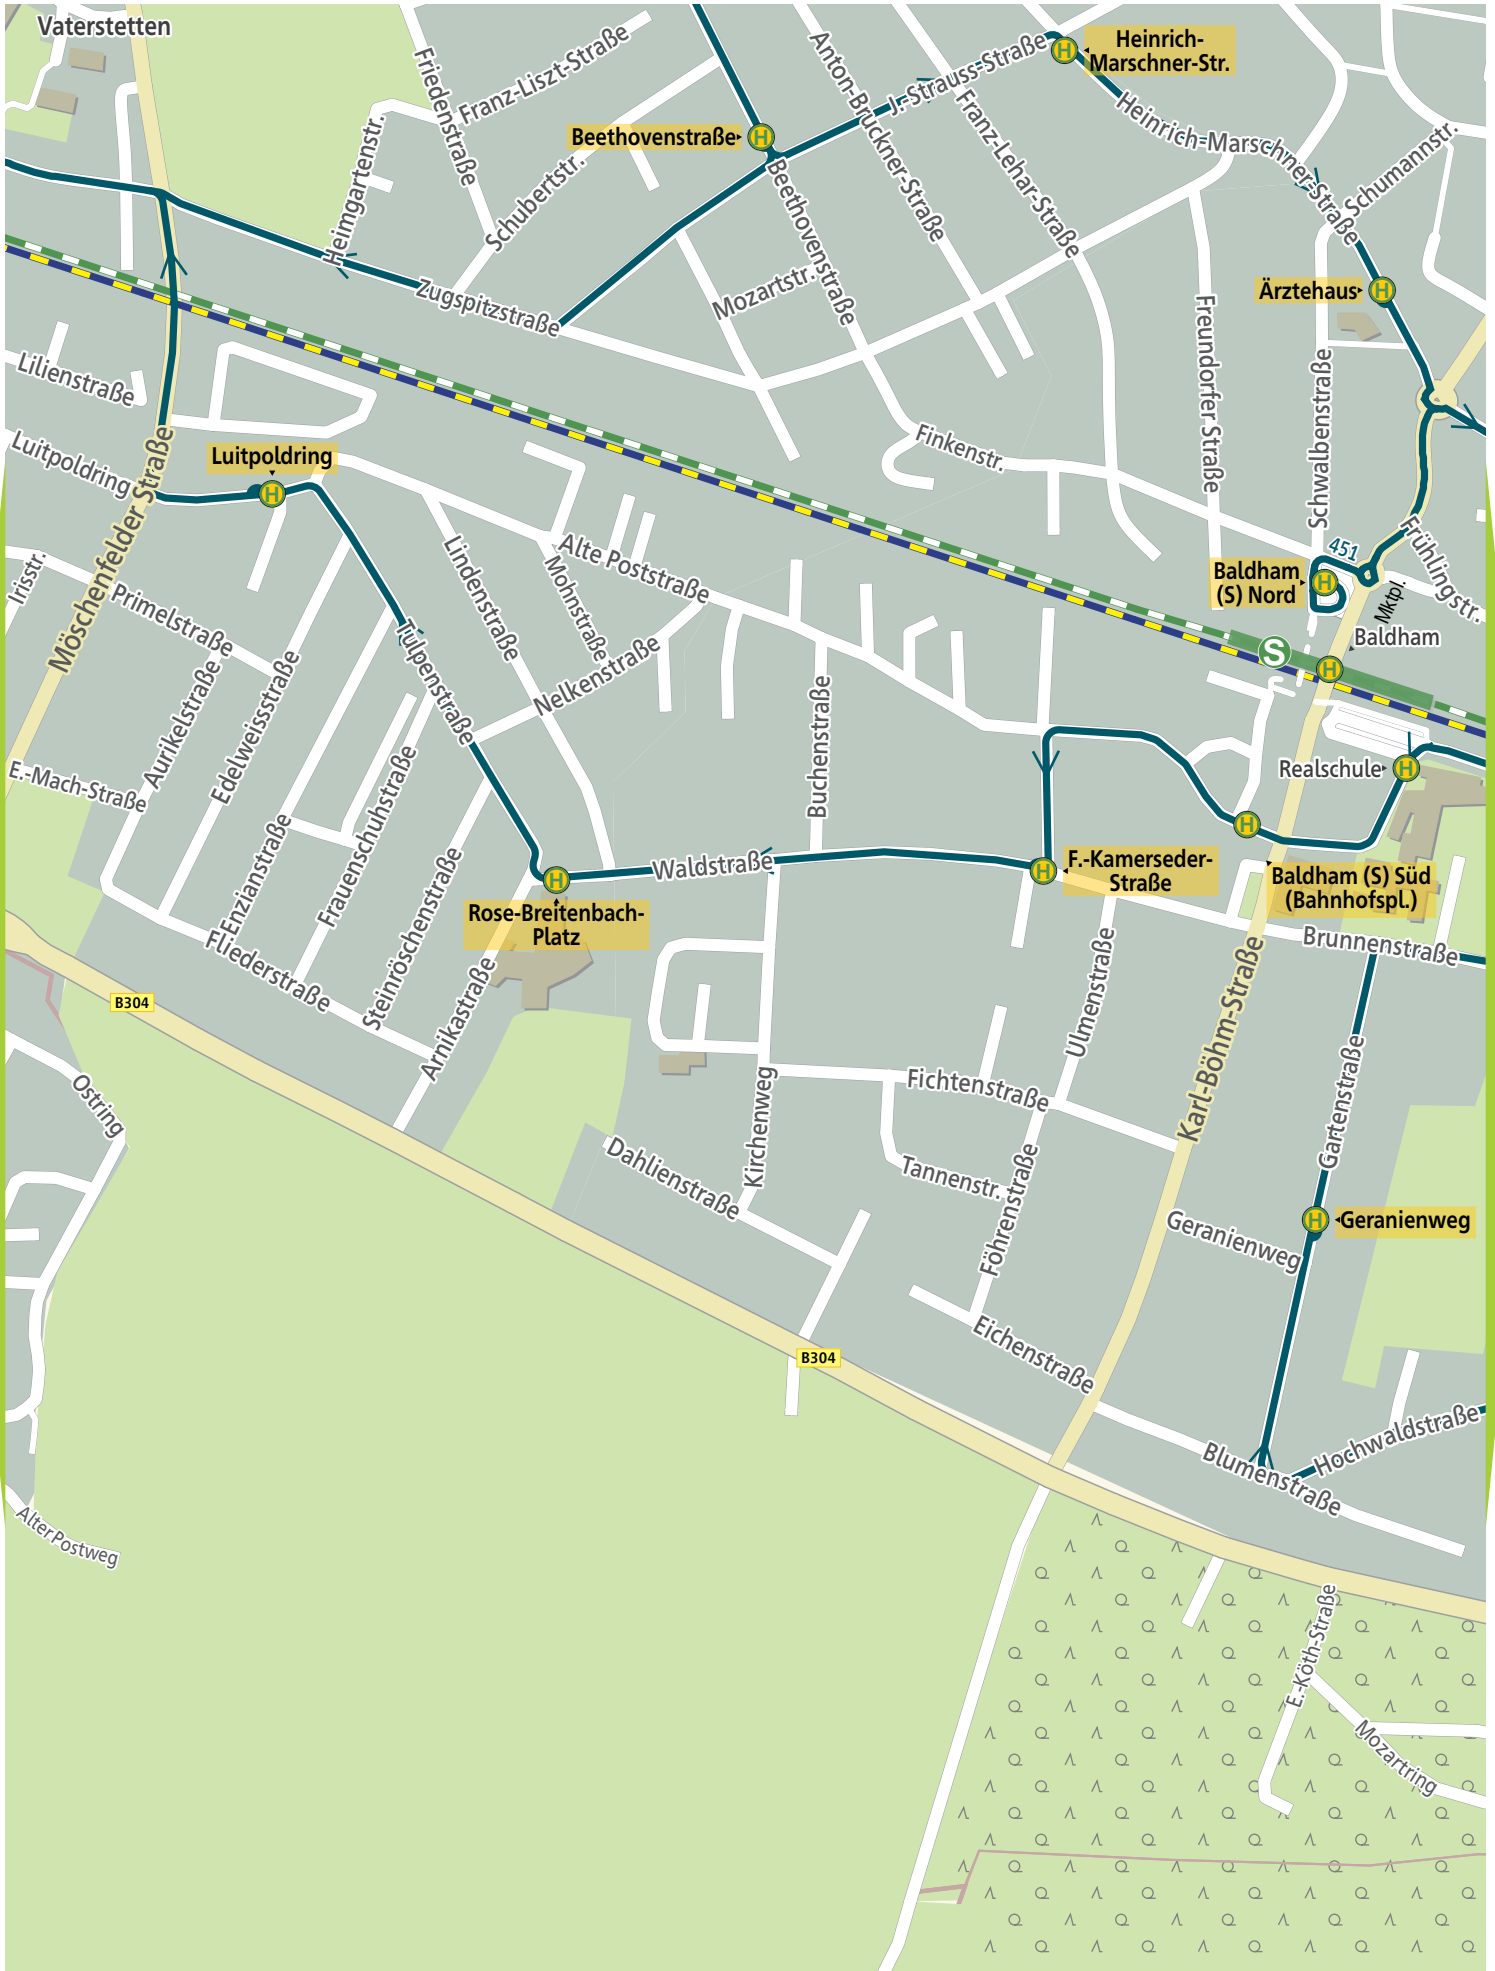 Vaterstetten
Friedenstraße
Franz-Liszt-Straße
Heimgartenstr.
Schubertstr.
Beethovenstraße
H
Beethovenstraße
Anton-Bruckner-Straße
J.-Strauss-Straße
Franz-Lehar-Straße
H
Heinrich-
Marschner-Str.
Heinrich-Marschner-Straße
Schumannstr.
Mozartstr.
Zugspitzstraße
Ärztehaus
H
Freundorfer Straße
Schwalbenstraße
Finkenstr.
Lilienstraße
Luitpoldring
Luitpoldring
H
Möschenfelder Straße
Irisstr.
Primelstraße
Aurikelstraße
Edelweissstraße
E.-Mach-Straße
Enzianstraße
Frauenschuhstraße
Steinröschenstraße
Fliederstraße
Arnikastraße
Tulpenstraße
Lindenstraße
Mohnstraße
Alte Poststraße
Nelkenstraße
Buchenstraße
451
Baldham
(S) Nord
H
Frühlingstr.
Mktpl.
Baldham
S
H
Realschule
H
H
Baldham (S) Süd
(Bahnhofspl.)
Waldstraße
H
F.-Kamerseder-
Straße
H
Rose-Breitenbach-
Platz
Brunnenstraße
Karl-Böhm-Straße
Ulmenstraße
Gartenstraße
B304
Ostring
Kirchenweg
Fichtenstraße
Tannenstr.
Föhrenstraße
Dahlienstraße
Geranienweg
H
Geranienweg
Eichenstraße
B304
Blumenstraße
Hochwaldstraße
Alter Postweg
E.-Köth-Straße
Mozartring